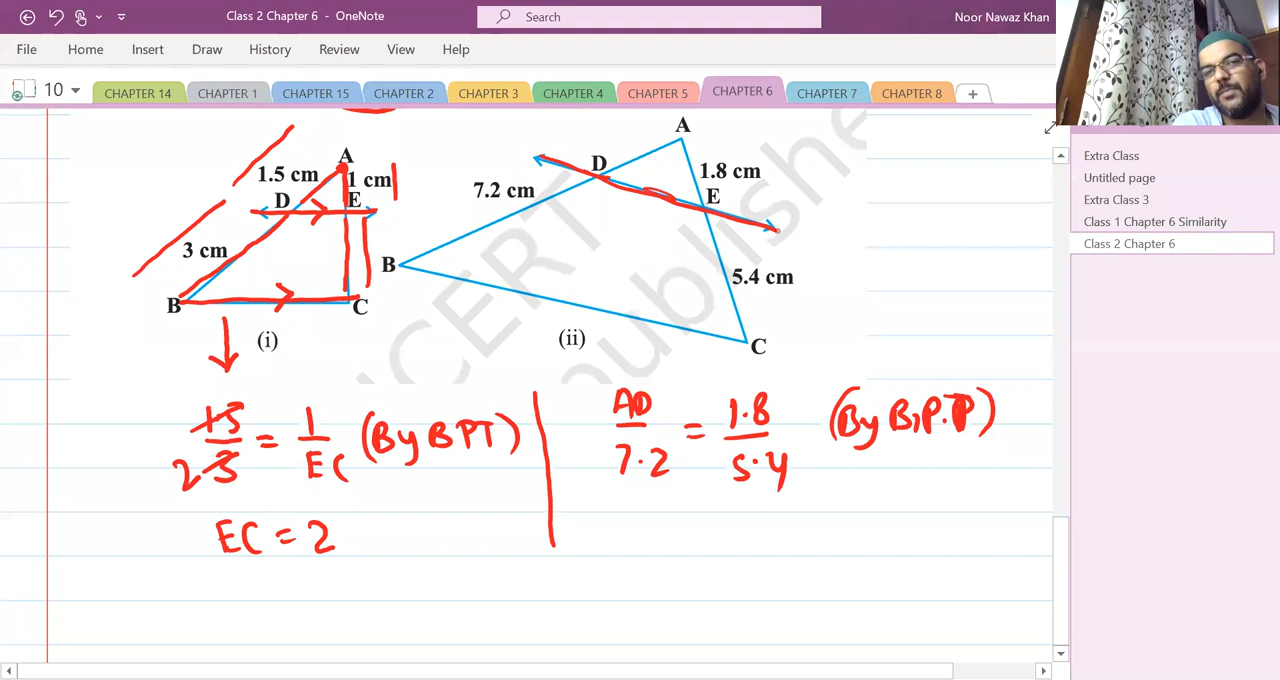 Class 2 Chapter 6 - OneNote
Search
Noor Nawaz Khan
File Home Insert Draw History Review View Help
10 CHAPTER 14 CHAPTER 1 CHAPTER 15 CHAPTER 2 CHAPTER 3 CHAPTER 4 CHAPTER 5 CHAPTER 6 CHAPTER 7 CHAPTER 8 +
Extra Class
Untitled page
Extra Class 3
Class 1 Chapter 6 Similarity
Class 2 Chapter 6
A
1.5 cm 1 cm
D E
3 cm
B C
(i)
A
D 1.8 cm
7.2 cm E
B
5.4 cm
C
(ii)
NCERT
publishe
1.5/3 = 1/EC (By BPT)
2
EC = 2
AD/7.2 = 1.8/5.4 (By B.P.T)